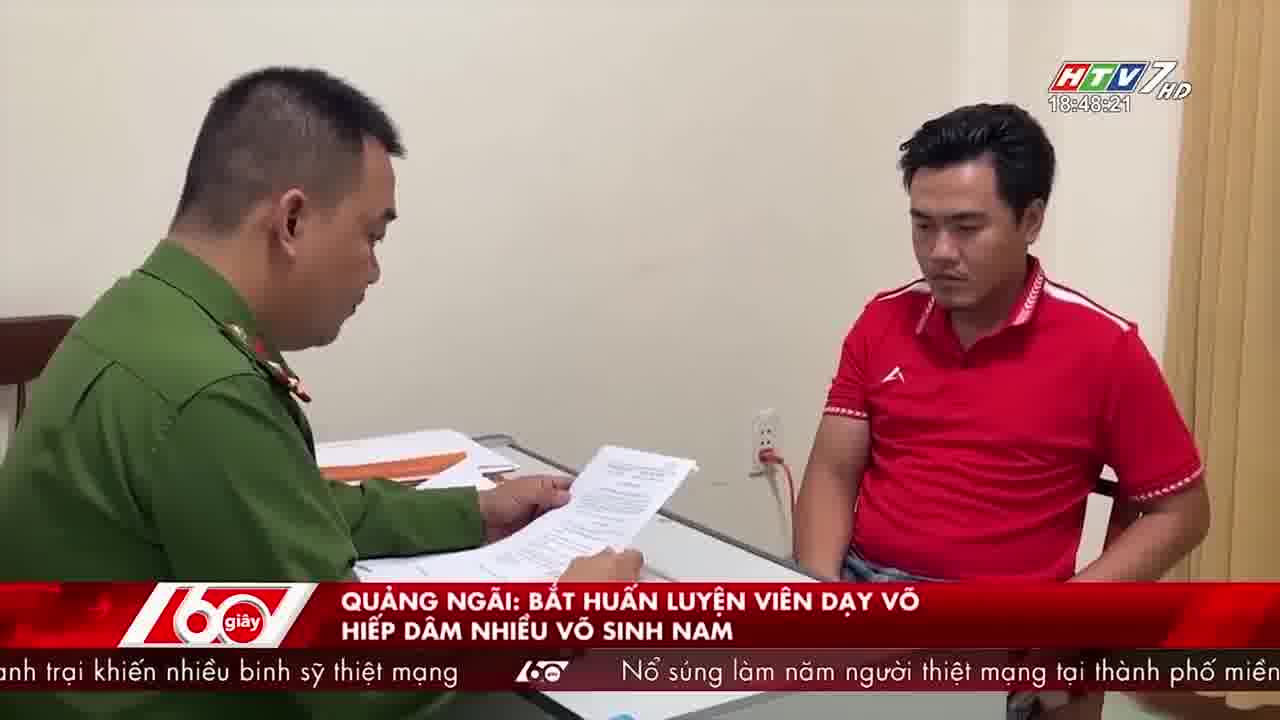 HTV7 HD
18:48:21
60 giây
QUẢNG NGÃI: BẮT HUẤN LUYỆN VIÊN DẠY VÕ
HIẾP DÂM NHIỀU VÕ SINH NAM
anh trại khiến nhiều binh sỹ thiệt mạng 60 giây Nổ súng làm năm người thiệt mạng tại thành phố miền